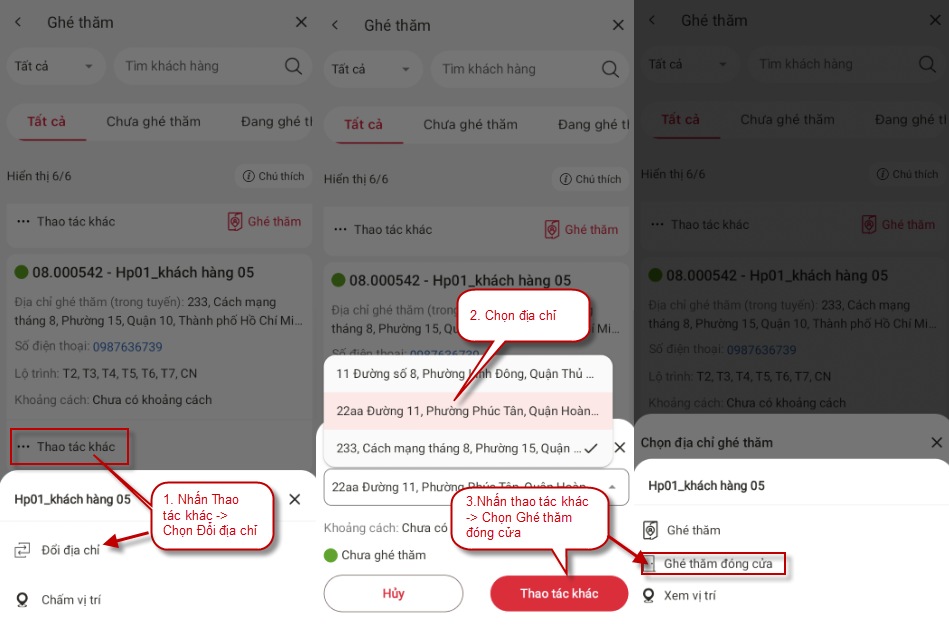 Ghé thăm
Tất cả
Tìm khách hàng
Tất cả
Chưa ghé thăm
Đang ghé tl
Hiển thị 6/6
Chú thích
Thao tác khác
Ghé thăm
08.000542 - Hp01_khách hàng 05
Địa chỉ ghé thăm (trong tuyến): 233, Cách mạng
tháng 8, Phường 15, Quận 10, Thành phố Hồ Chí Mi...
Số điện thoại: 0987636739
Lộ trình: T2, T3, T4, T5, T6, T7, CN
Khoảng cách: Chưa có khoảng cách
Thao tác khác
Hp01_khách hàng 05
1. Nhấn Thao
tác khác ->
Chọn Đổi địa chỉ
Đổi địa chỉ
Chấm vị trí
Ghé thăm
Tất cả
Tìm khách hàng
Tất cả
Chưa ghé thăm
Đang ghé tl
Hiển thị 6/6
Chú thích
Thao tác khác
Ghé thăm
08.000542 - Hp01_khách hàng 05
Địa chỉ ghé thăm (tron
2. Chọn địa chỉ
tháng 8, Phường 15, Qu
Mi...
Số điện thoại: 0987636739
11 Đường số 8, Phường Linh Đông, Quận Thủ ...
22aa Đường 11, Phường Phúc Tân, Quận Hoàn...
233, Cách mạng tháng 8, Phường 15, Quận ...
22aa Đường 11, Phường Phúc Tân, Quận Hoàn
3.Nhấn thao tác khác
-> Chọn Ghé thăm
đóng cửa
Khoảng cách: Chưa có
Chưa ghé thăm
Hủy
Thao tác khác
Ghé thăm
Tất cả
Tìm khách hàng
Tất cả
Chưa ghé thăm
Đang ghé tl
Hiển thị 6/6
Chú thích
Thao tác khác
Ghé thăm
08.000542 - Hp01_khách hàng 05
Địa chỉ ghé thăm (trong tuyến): 233, Cách mạng
tháng 8, Phường 15, Quận 10, Thành phố Hồ Chí Mi...
Số điện thoại: 0987636739
Lộ trình: T2, T3, T4, T5, T6, T7, CN
Khoảng cách: Chưa có khoảng cách
Chọn địa chỉ ghé thăm
Hp01_khách hàng 05
Ghé thăm
Ghé thăm đóng cửa
Xem vị trí